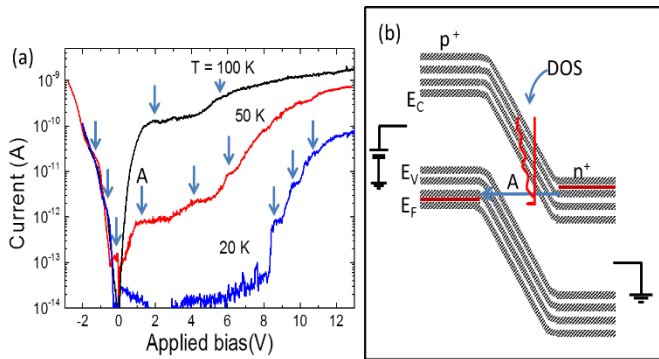 (a)
T = 100 K
50 K
20 K
A
10⁻⁹
10⁻¹⁰
10⁻¹¹
10⁻¹²
10⁻¹³
10⁻¹⁴
Current (A)
-2 0 2 4 6 8 10 12
Applied bias(V)
(b)
p⁺
DOS
E_C
n⁺
E_V
A
E_F